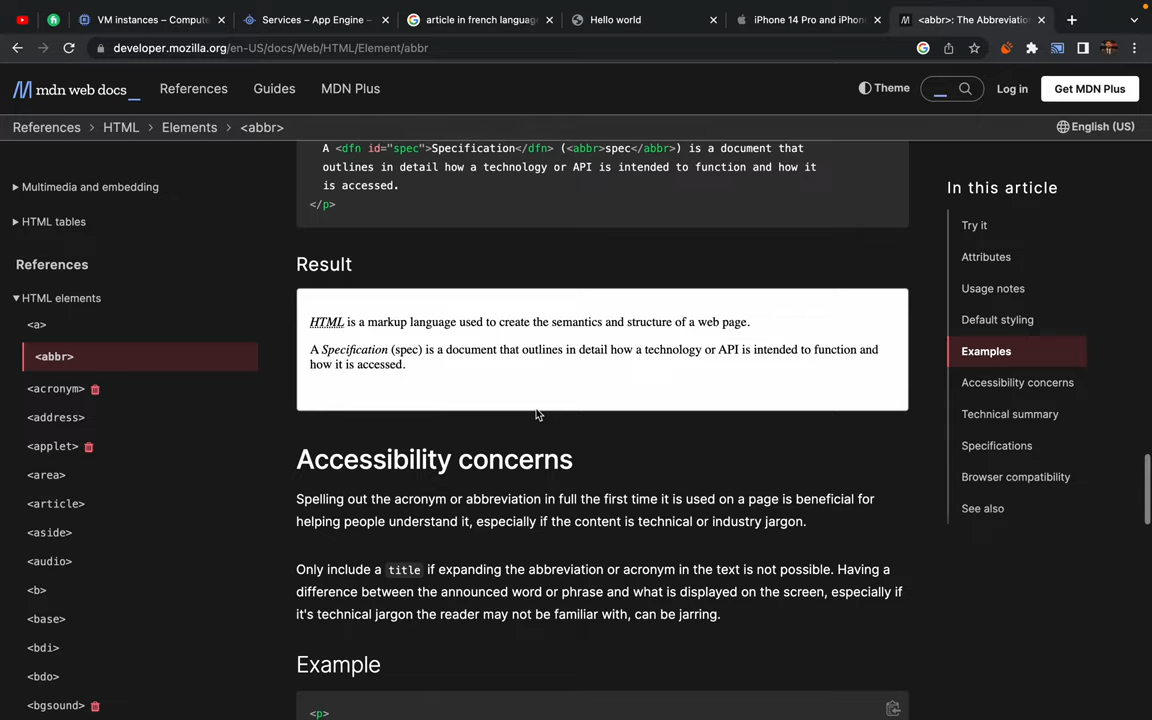 VM instances – Compute
Services – App Engine –
article in french language
Hello world
iPhone 14 Pro and iPhone
<abbr>: The Abbreviation
developer.mozilla.org/en-US/docs/Web/HTML/Element/abbr
mdn web docs_
References
Guides
MDN Plus
Theme
Log in
Get MDN Plus
References > HTML > Elements > <abbr>
English (US)
Multimedia and embedding
HTML tables
References
HTML elements
<a>
<abbr>
<acronym>
<address>
<applet>
<area>
<article>
<aside>
<audio>
<b>
<base>
<bdi>
<bdo>
<bgsound>
A <dfn id="spec">Specification</dfn> (<abbr>spec</abbr>) is a document that
outlines in detail how a technology or API is intended to function and how it
is accessed.
</p>
Result
HTML is a markup language used to create the semantics and structure of a web page.
A Specification (spec) is a document that outlines in detail how a technology or API is intended to function and
how it is accessed.
Accessibility concerns
Spelling out the acronym or abbreviation in full the first time it is used on a page is beneficial for
helping people understand it, especially if the content is technical or industry jargon.
Only include a title if expanding the abbreviation or acronym in the text is not possible. Having a
difference between the announced word or phrase and what is displayed on the screen, especially if
it's technical jargon the reader may not be familiar with, can be jarring.
Example
<p>
In this article
Try it
Attributes
Usage notes
Default styling
Examples
Accessibility concerns
Technical summary
Specifications
Browser compatibility
See also